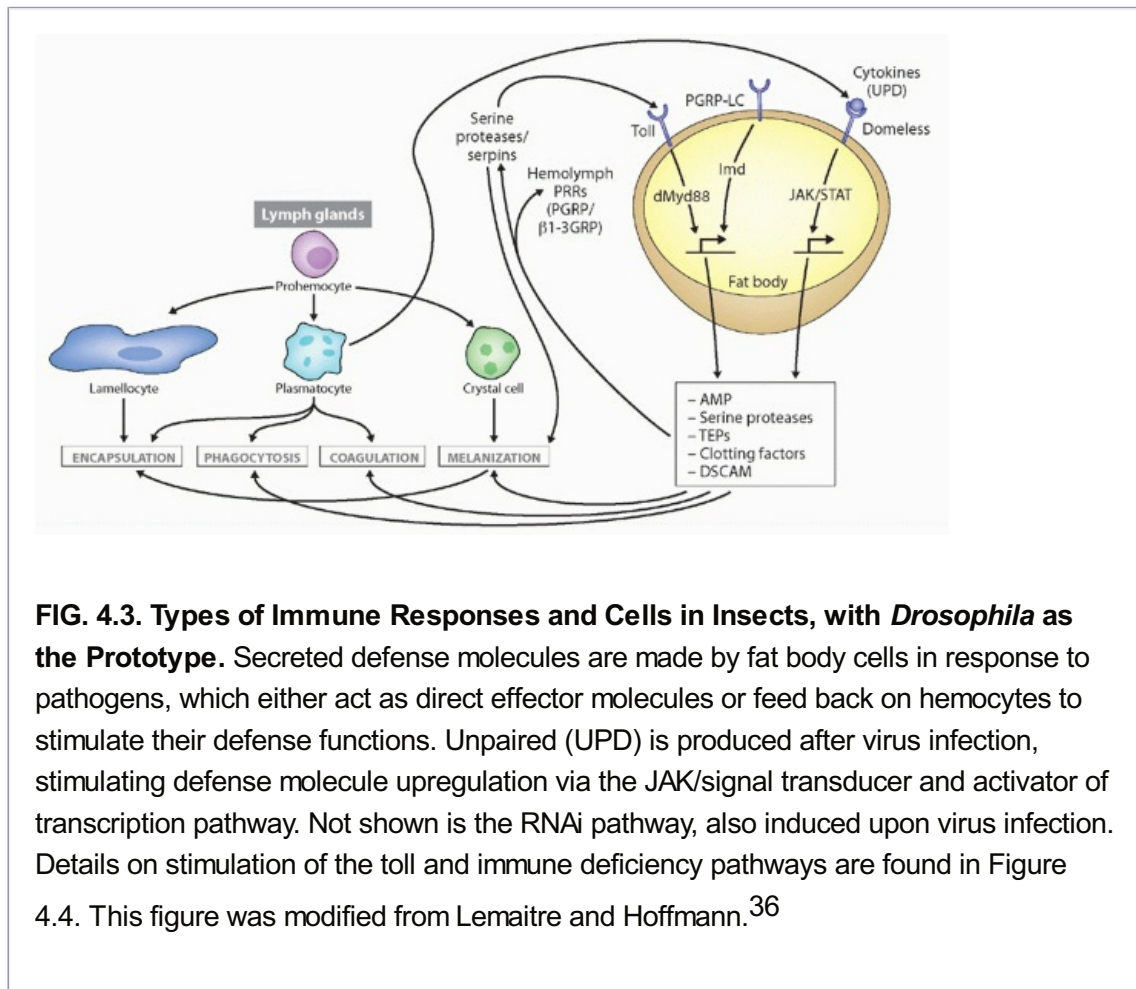 Cytokines
(UPD)
PGRP-LC
Serine
proteases/
serpins
Toll
Domeless
Hemolymph
PRRs
(PGRP/
β1-3GRP)
Imd
dMyd88
JAK/STAT
Lymph glands
Fat body
Prohemocyte
Lamellocyte
Plasmatocyte
Crystal cell
– AMP
– Serine proteases
– TEPs
– Clotting factors
– DSCAM
ENCAPSULATION
PHAGOCYTOSIS
COAGULATION
MELANIZATION
FIG. 4.3. Types of Immune Responses and Cells in Insects, with Drosophila as
the Prototype. Secreted defense molecules are made by fat body cells in response to
pathogens, which either act as direct effector molecules or feed back on hemocytes to
stimulate their defense functions. Unpaired (UPD) is produced after virus infection,
stimulating defense molecule upregulation via the JAK/signal transducer and activator of
transcription pathway. Not shown is the RNAi pathway, also induced upon virus infection.
Details on stimulation of the toll and immune deficiency pathways are found in Figure
4.4. This figure was modified from Lemaitre and Hoffmann.36